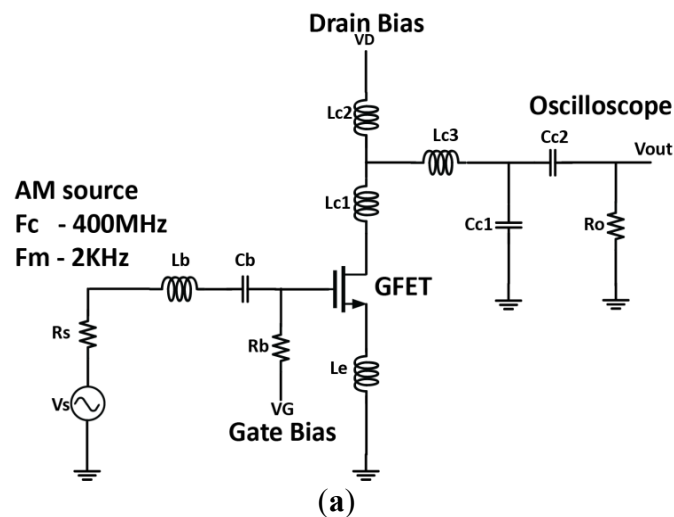 Drain Bias
VD
Lc2
Oscilloscope
Lc3
Cc2
Vout
AM source
Fc - 400MHz
Fm - 2KHz
Lc1
Cc1
Ro
Lb
Cb
GFET
Rs
Rb
Le
Vs
VG
Gate Bias
(a)